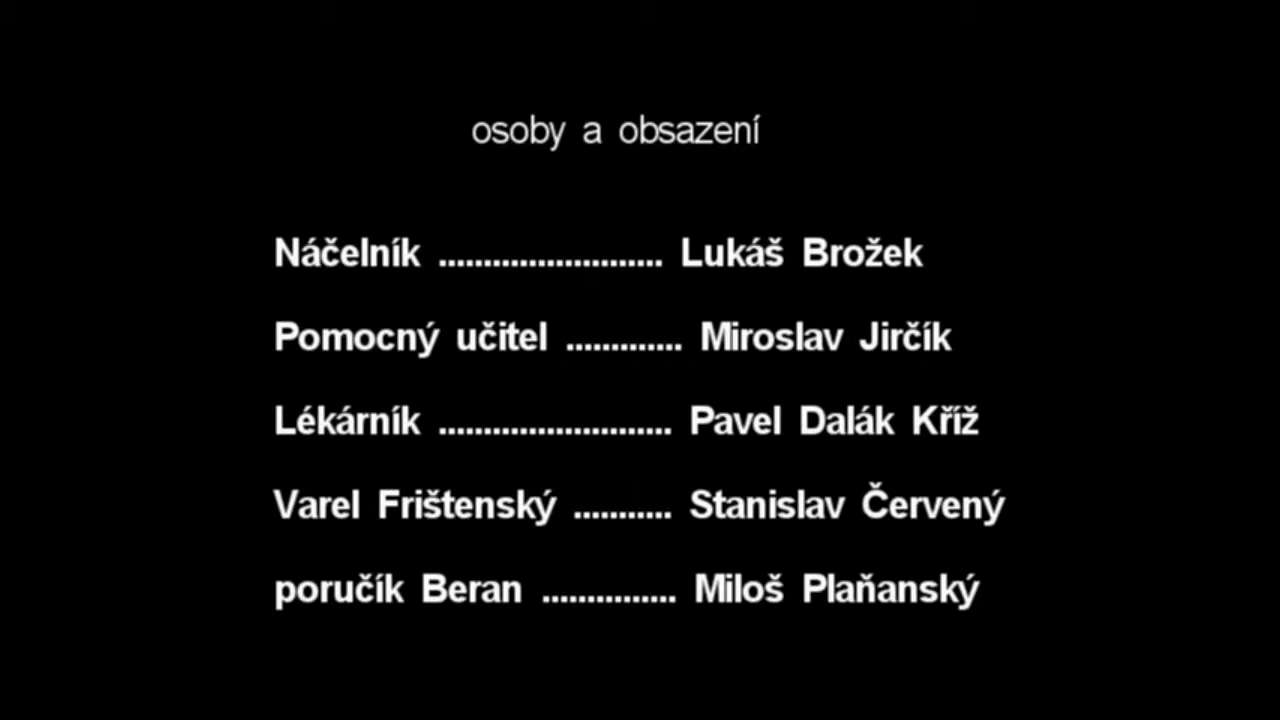 osoby a obsazení
Náčelník ......................... Lukáš Brožek
Pomocný učitel ............. Miroslav Jirčík
Lékárník .......................... Pavel Dalák Kříž
Varel Frištenský ........... Stanislav Červený
poručík Beran ............... Miloš Plaňanský